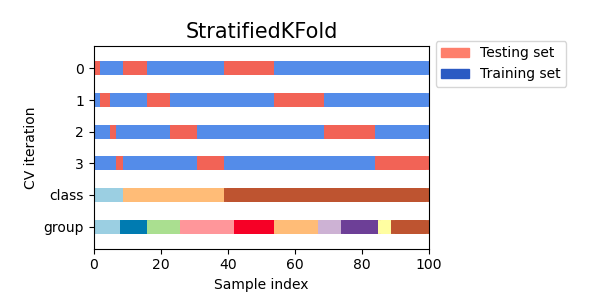 StratifiedKFold
Testing set
Training set
CV iteration
0
1
2
3
class
group
0 20 40 60 80 100
Sample index